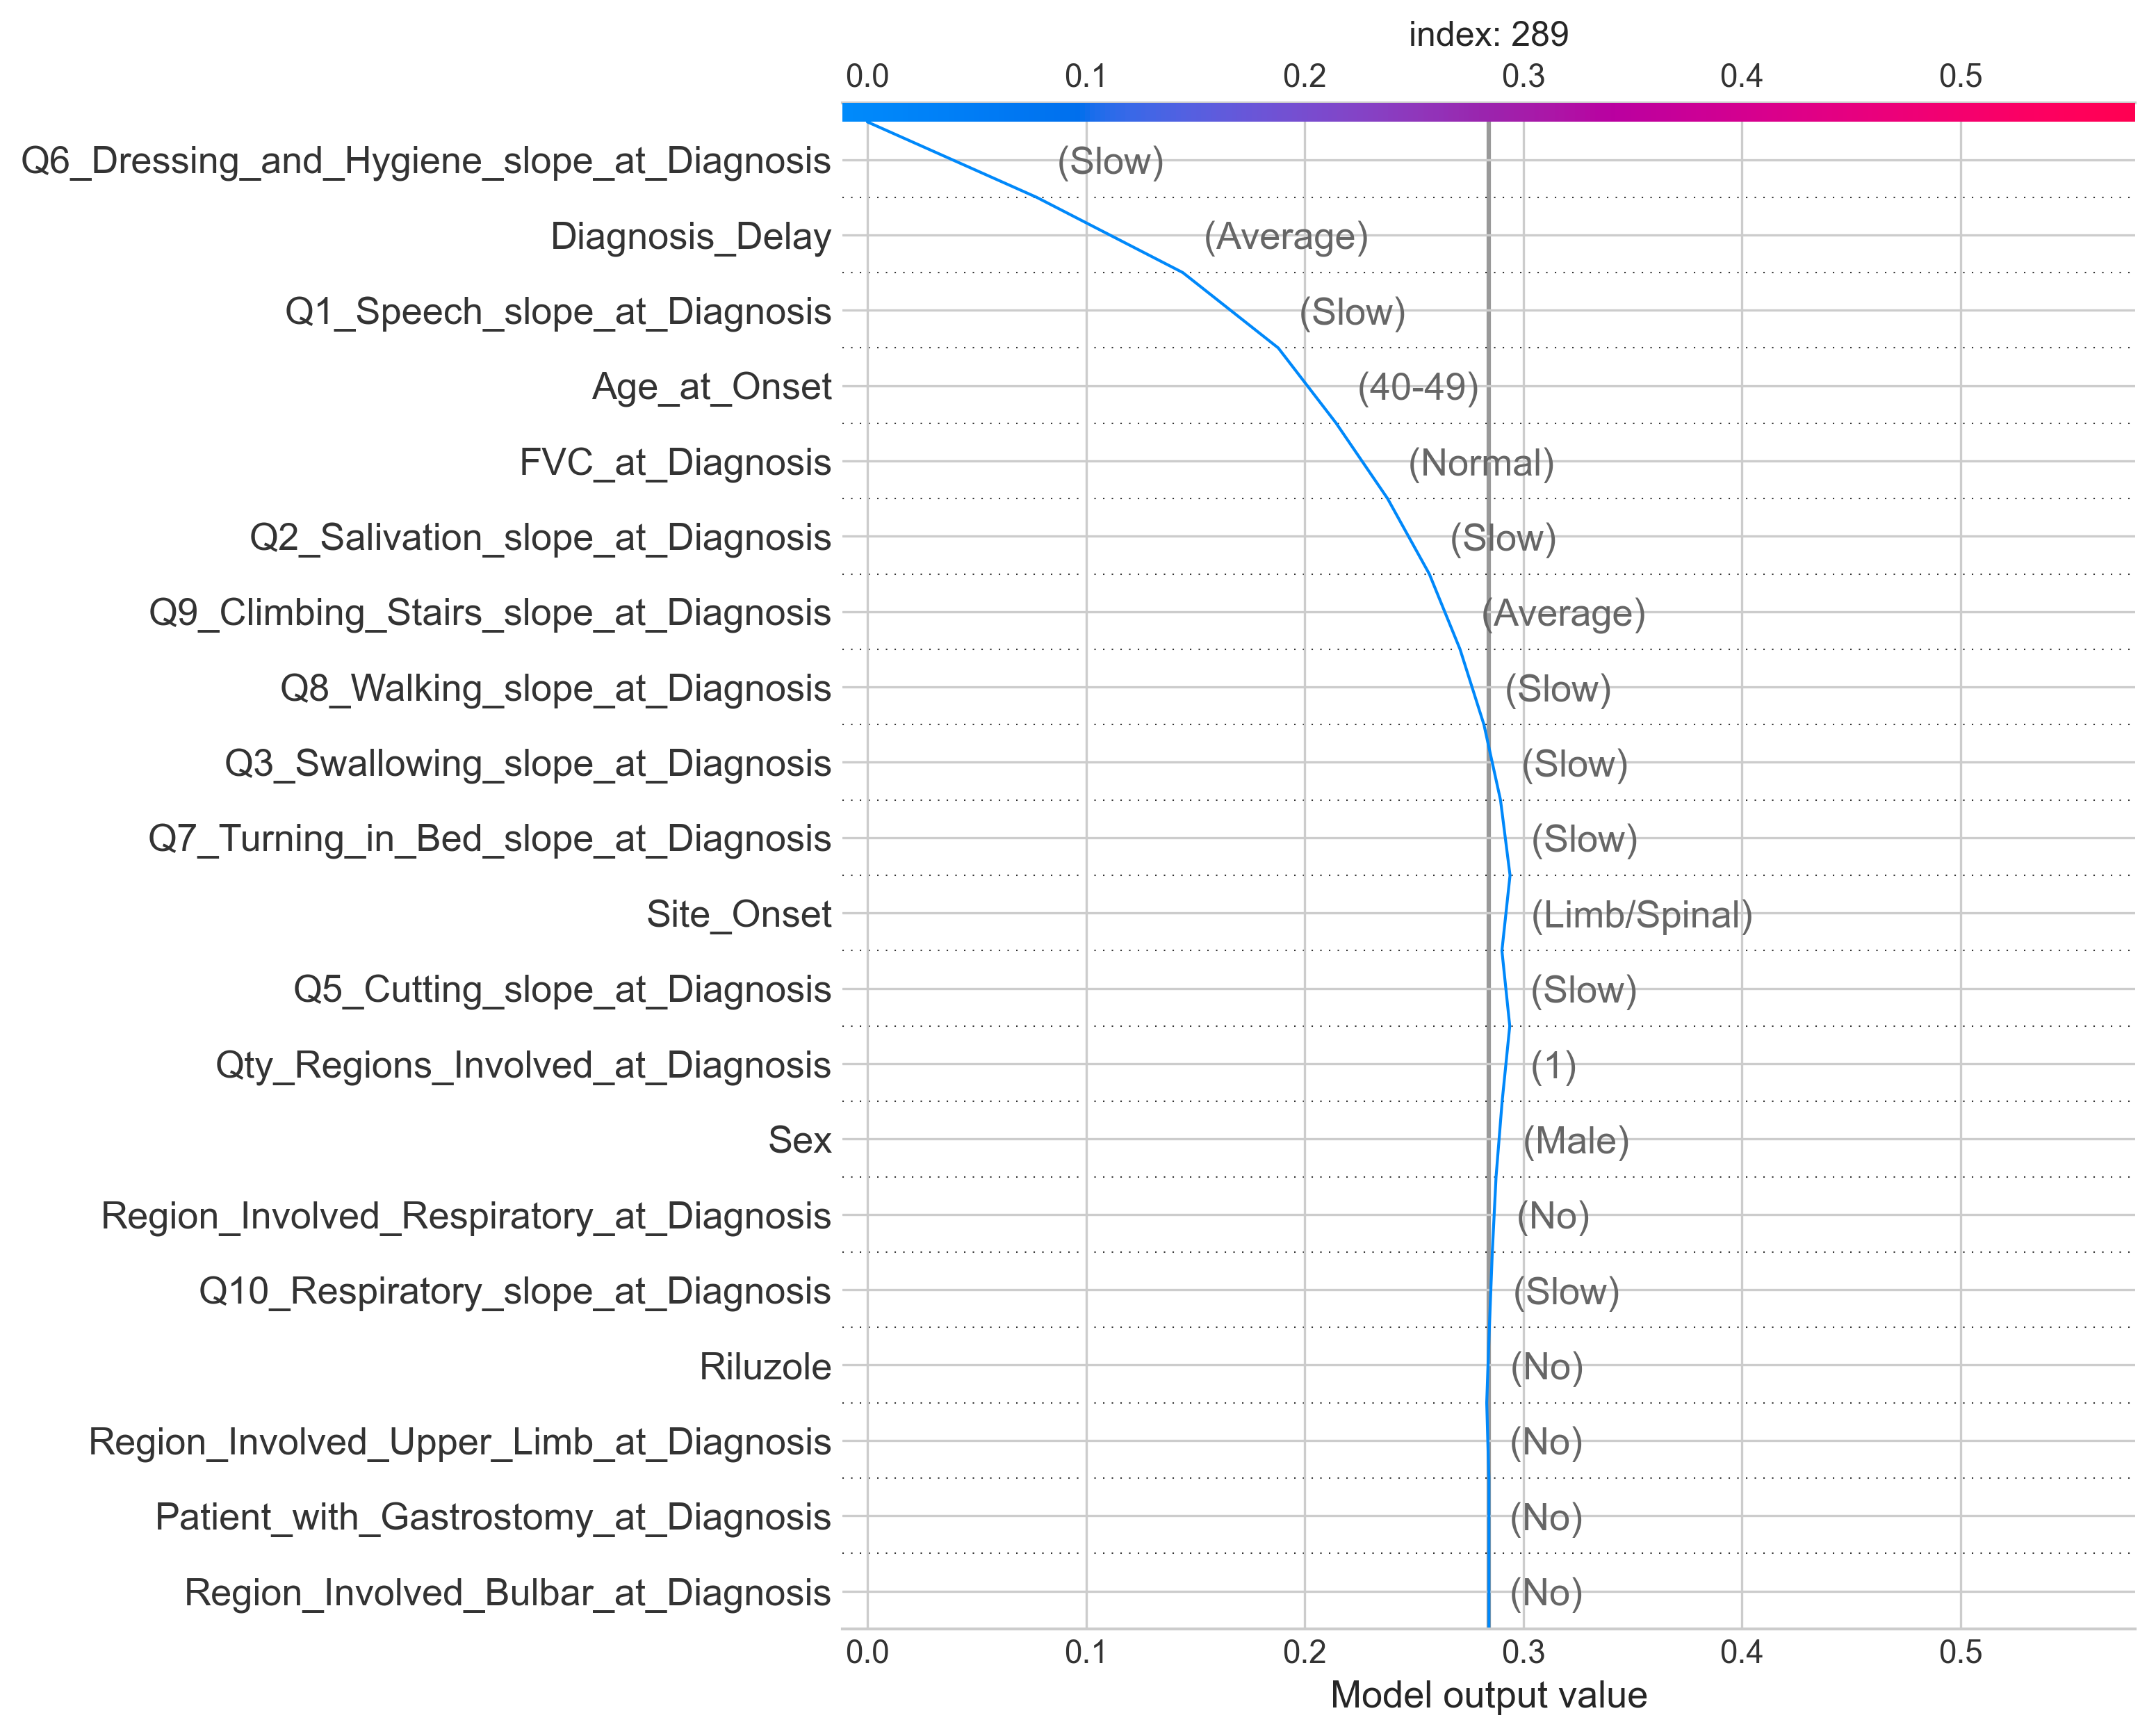 index: 289
0.0 0.1 0.2 0.3 0.4 0.5
Q6_Dressing_and_Hygiene_slope_at_Diagnosis (Slow)
Diagnosis_Delay (Average)
Q1_Speech_slope_at_Diagnosis (Slow)
Age_at_Onset (40-49)
FVC_at_Diagnosis (Normal)
Q2_Salivation_slope_at_Diagnosis (Slow)
Q9_Climbing_Stairs_slope_at_Diagnosis (Average)
Q8_Walking_slope_at_Diagnosis (Slow)
Q3_Swallowing_slope_at_Diagnosis (Slow)
Q7_Turning_in_Bed_slope_at_Diagnosis (Slow)
Site_Onset (Limb/Spinal)
Q5_Cutting_slope_at_Diagnosis (Slow)
Qty_Regions_Involved_at_Diagnosis (1)
Sex (Male)
Region_Involved_Respiratory_at_Diagnosis (No)
Q10_Respiratory_slope_at_Diagnosis (Slow)
Riluzole (No)
Region_Involved_Upper_Limb_at_Diagnosis (No)
Patient_with_Gastrostomy_at_Diagnosis (No)
Region_Involved_Bulbar_at_Diagnosis (No)
0.0 0.1 0.2 0.3 0.4 0.5
Model output value